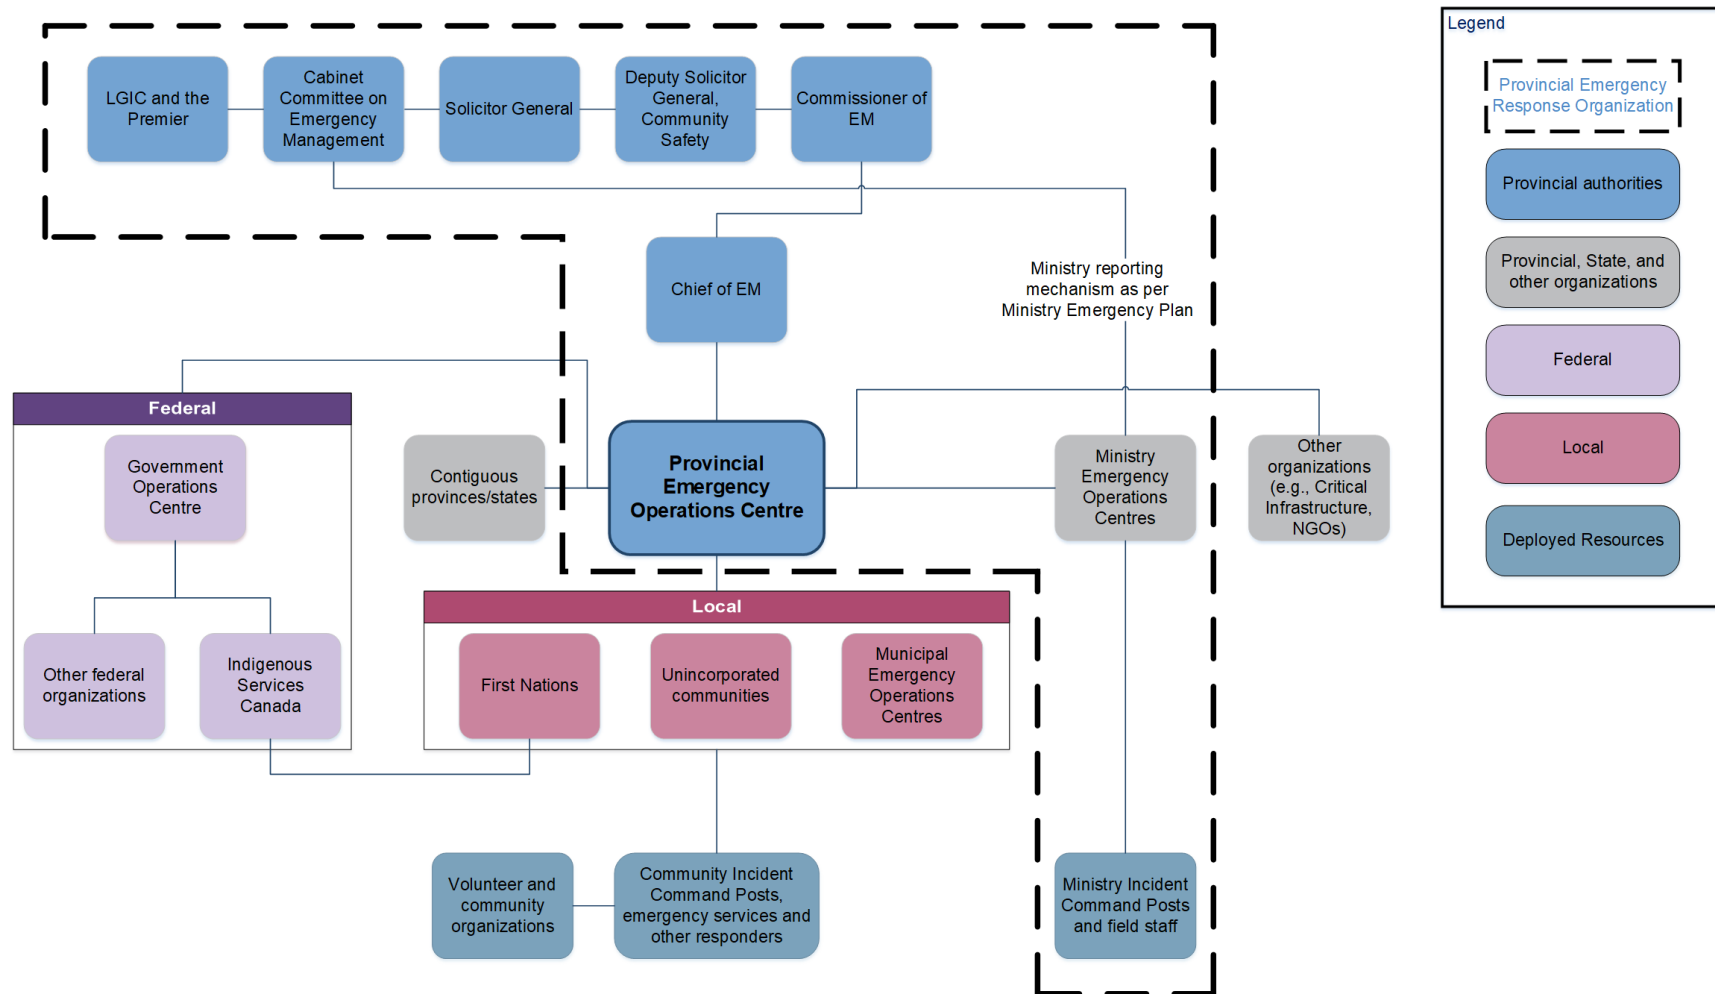 Legend
LGIC and the
Premier
Cabinet
Committee on
Emergency
Management
Solicitor General
Deputy Solicitor
General,
Community
Safety
Commissioner of
EM
Provincial Emergency
Response Organization
Provincial authorities
Provincial, State, and
other organizations
Federal
Local
Deployed Resources
Chief of EM
Ministry reporting
mechanism as per
Ministry Emergency Plan
Federal
Government
Operations
Centre
Other federal
organizations
Indigenous
Services
Canada
Contiguous
provinces/states
Provincial
Emergency
Operations Centre
Ministry
Emergency
Operations
Centres
Other
organizations
(e.g., Critical
Infrastructure,
NGOs)
Local
First Nations
Unincorporated
communities
Municipal
Emergency
Operations
Centres
Volunteer and
community
organizations
Community Incident
Command Posts,
emergency services and
other responders
Ministry Incident
Command Posts
and field staff